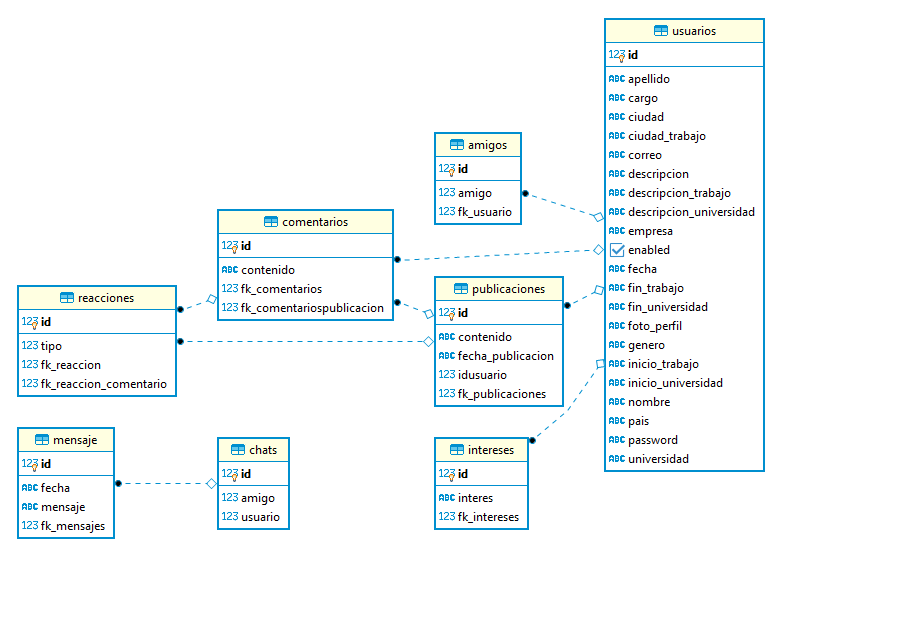 usuarios
123 id
ABC apellido
ABC cargo
ABC ciudad
ABC ciudad_trabajo
ABC correo
ABC descripcion
ABC descripcion_trabajo
ABC descripcion_universidad
ABC empresa
enabled
ABC fecha
ABC fin_trabajo
ABC fin_universidad
ABC foto_perfil
ABC genero
ABC inicio_trabajo
ABC inicio_universidad
ABC nombre
ABC pais
ABC password
ABC universidad
amigos
123 id
123 amigo
123 fk_usuario
comentarios
123 id
ABC contenido
123 fk_comentarios
123 fk_comentariospublicacion
publicaciones
123 id
ABC contenido
ABC fecha_publicacion
123 idusuario
123 fk_publicaciones
reacciones
123 id
123 tipo
123 fk_reaccion
123 fk_reaccion_comentario
mensaje
123 id
ABC fecha
ABC mensaje
123 fk_mensajes
chats
123 id
123 amigo
123 usuario
intereses
123 id
ABC interes
123 fk_intereses